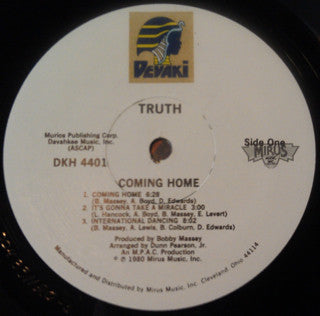 DEVAKI
TRUTH
Murios Publishing Corp.
Davahkee Music, Inc.
(ASCAP)
DKH 4401
Side One
MIRUS
MUSIC
COMING HOME
1. COMING HOME 6:28
(B. Massey, A. Boyd, D. Edwards)
2. IT'S GONNA TAKE A MIRACLE 3:00
(L. Hancock, A. Boyd, B. Massey, E. Levert)
3. INTERNATIONAL DANCING 6:02
(B. Massey, A. Lewis, B. Colburn, D. Edwards)
Produced by Bobby Massey
Arranged by Dunn Pearson, Jr.
An M.P.A.C. Production
℗ © 1980 Mirus Music, Inc.
Manufactured and Distributed by Mirus Music, Inc. Cleveland, Ohio 44114